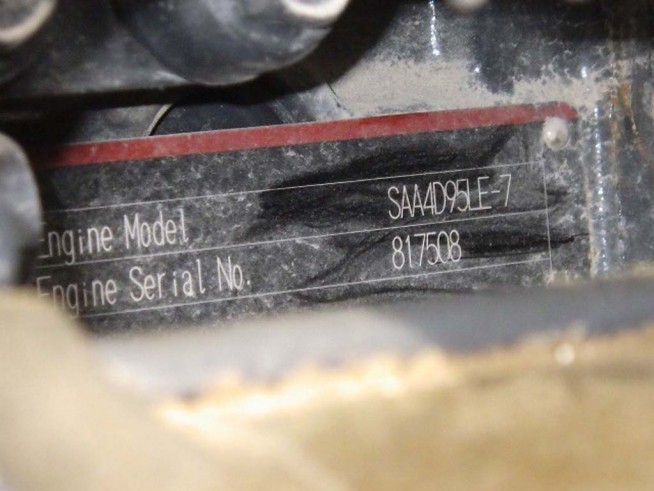 Engine Model SAA4D95LE-7
Engine Serial No. 817508